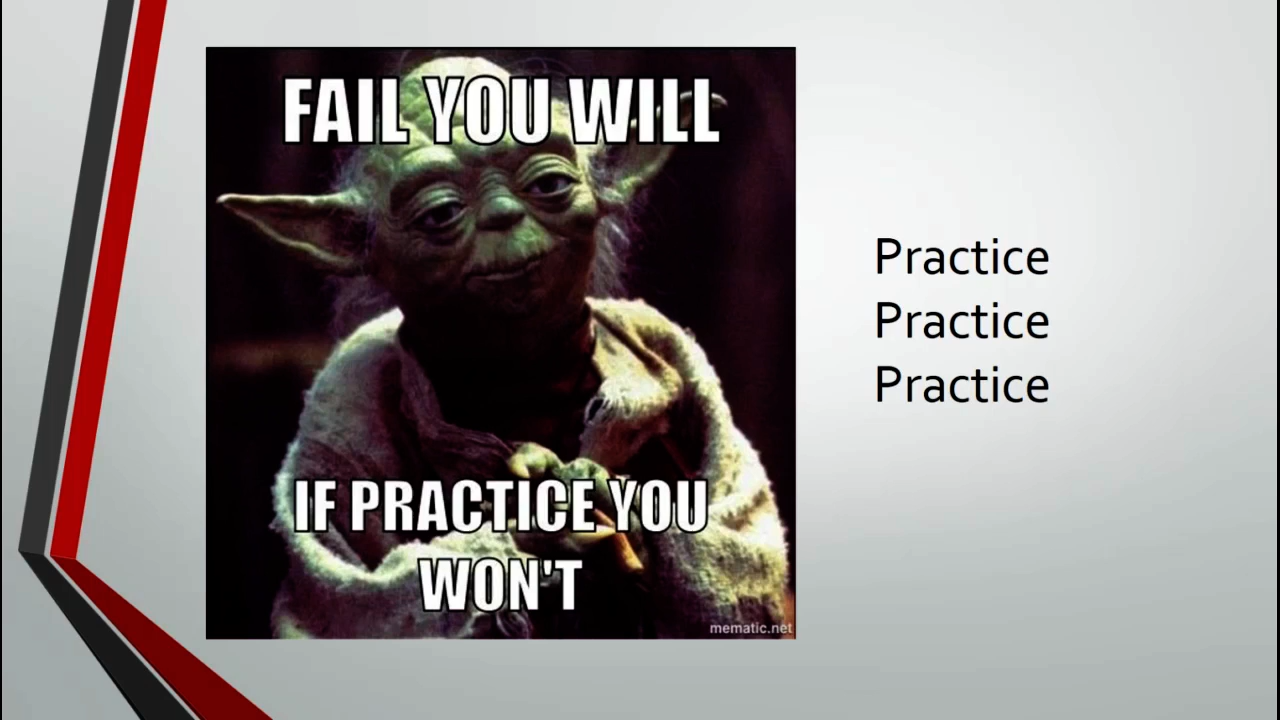 FAIL YOU WILL
IF PRACTICE YOU
WON'T
mematic.net
Practice
Practice
Practice